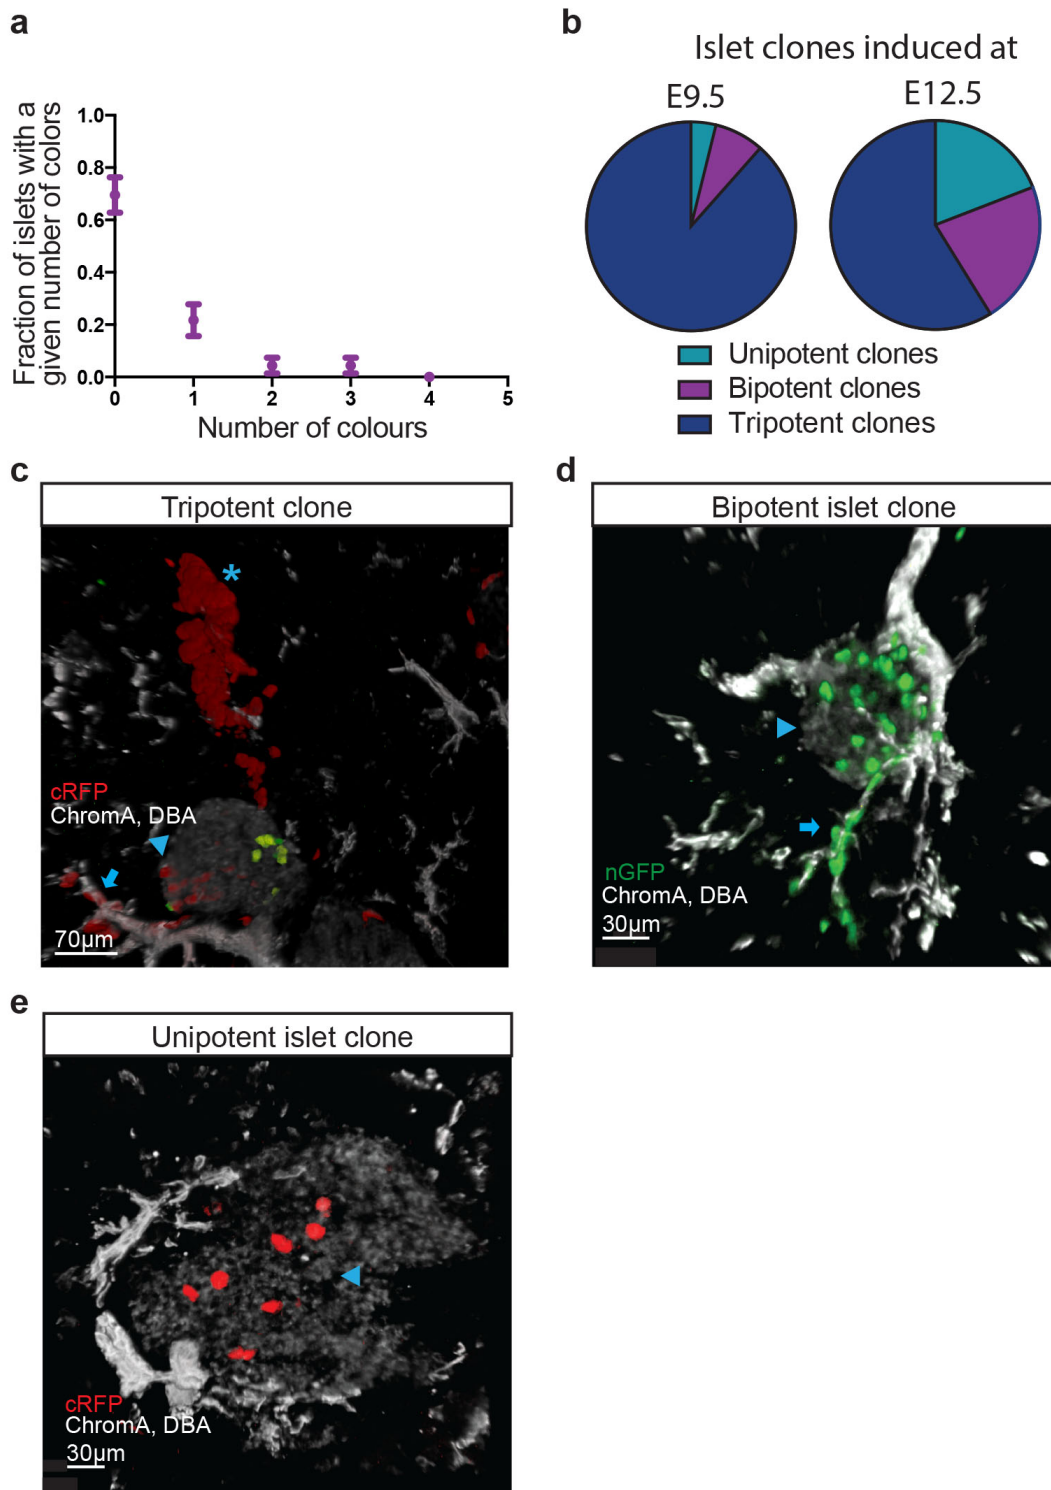 a
Fraction of islets with a
given number of colors
1.0
0.8
0.6
0.4
0.2
0.0
0 1 2 3 4 5
Number of colours
b
Islet clones induced at
E9.5 E12.5
Unipotent clones
Bipotent clones
Tripotent clones
c
Tripotent clone
*
cRFP
ChromA, DBA
70µm
d
Bipotent islet clone
nGFP
ChromA, DBA
30µm
e
Unipotent islet clone
cRFP
ChromA, DBA
30µm